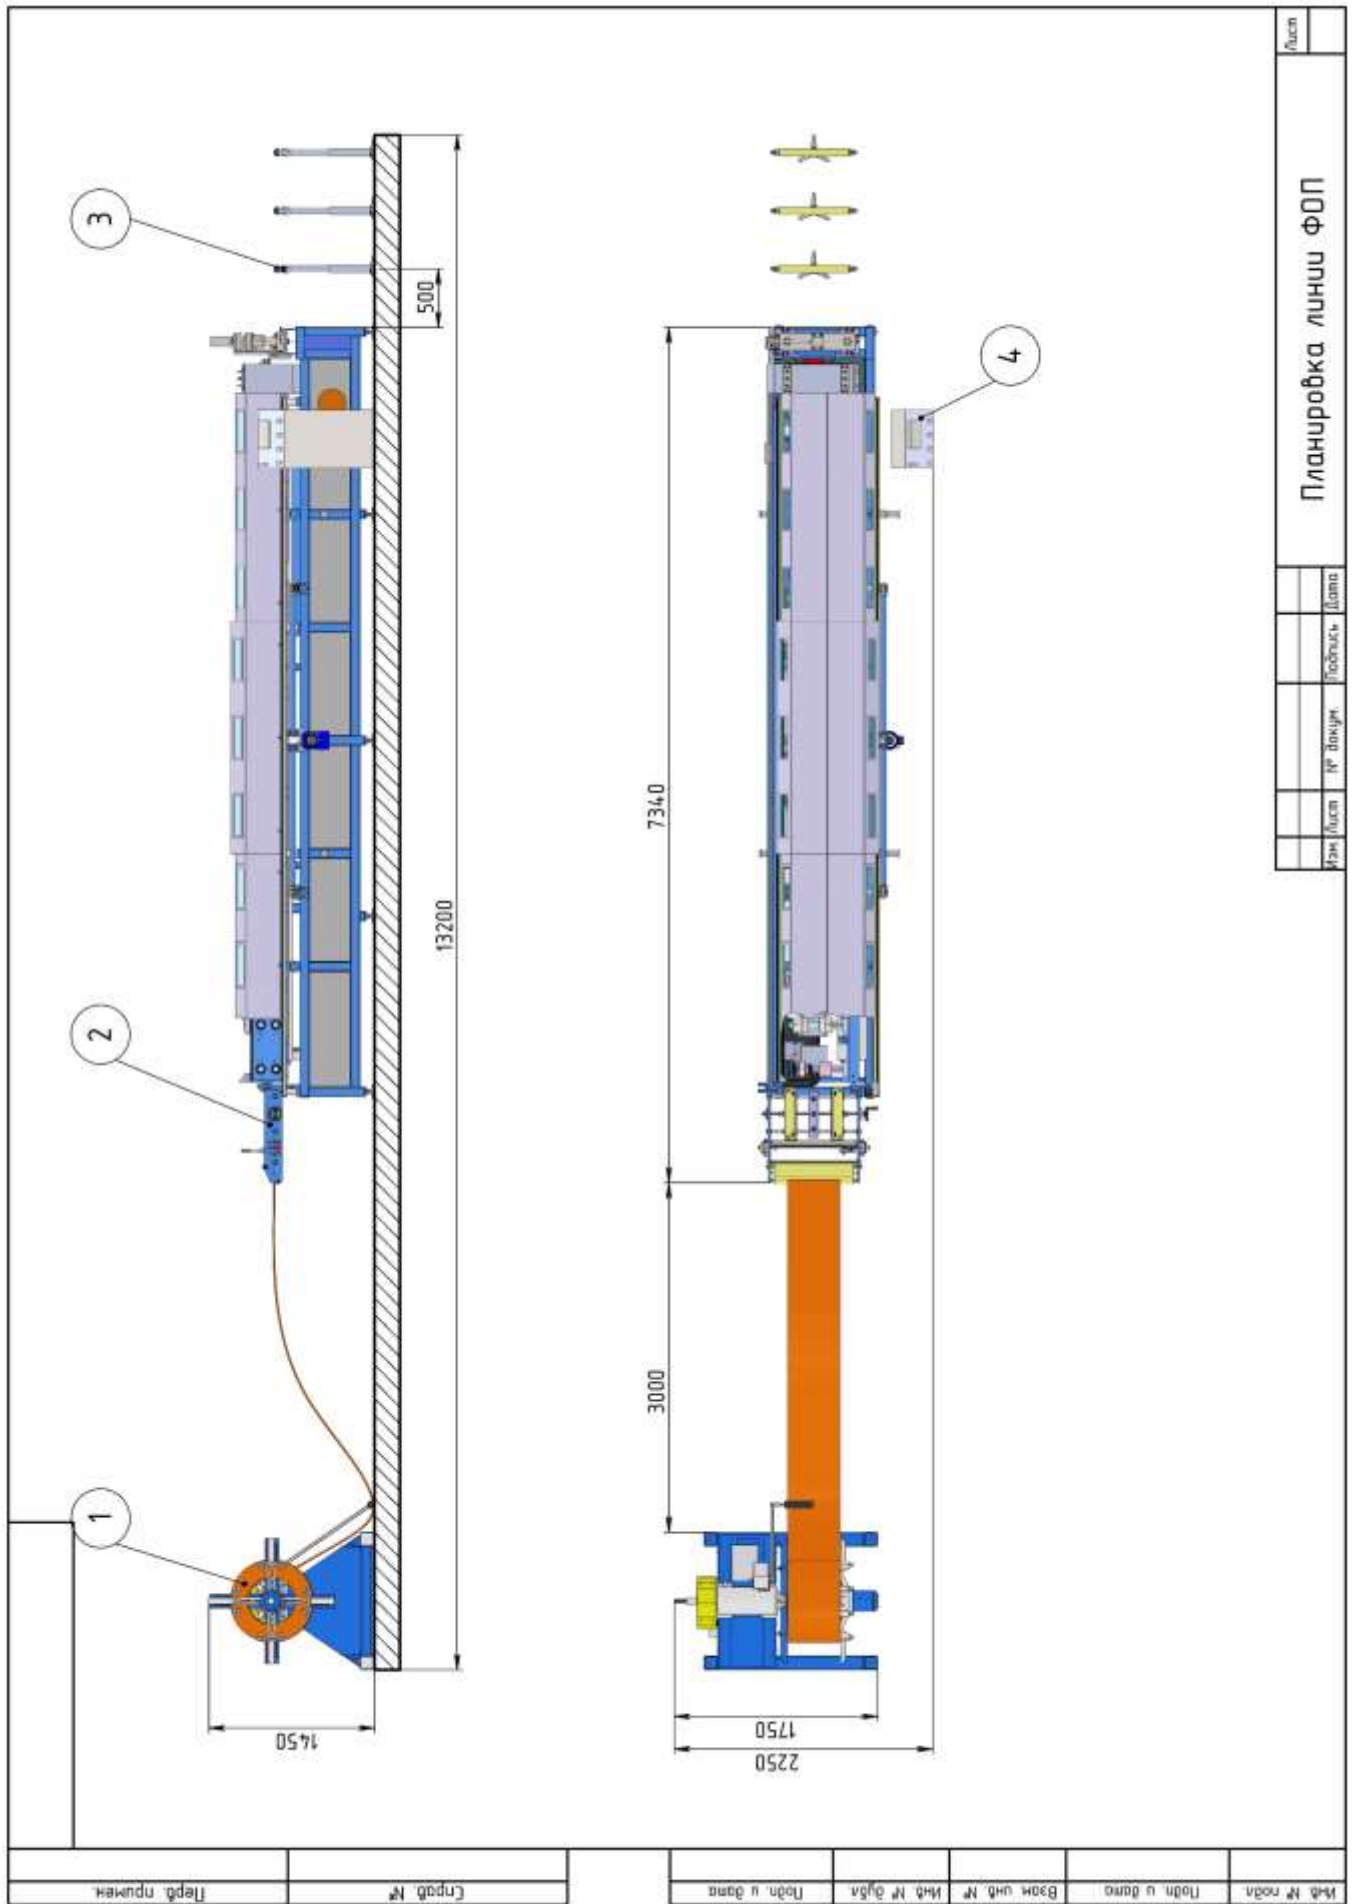 1
2
3
1450
13200
500
3000
7340
1750
2250
4
Перв. примен.
Справ. №
Подп. и дата
Инв. № дубл.
Взам. инв. №
Подп. и дата
Инв. № подл.
Изм. Лист № докум. Подпись Дата
Планировка линии ФОП
Лист